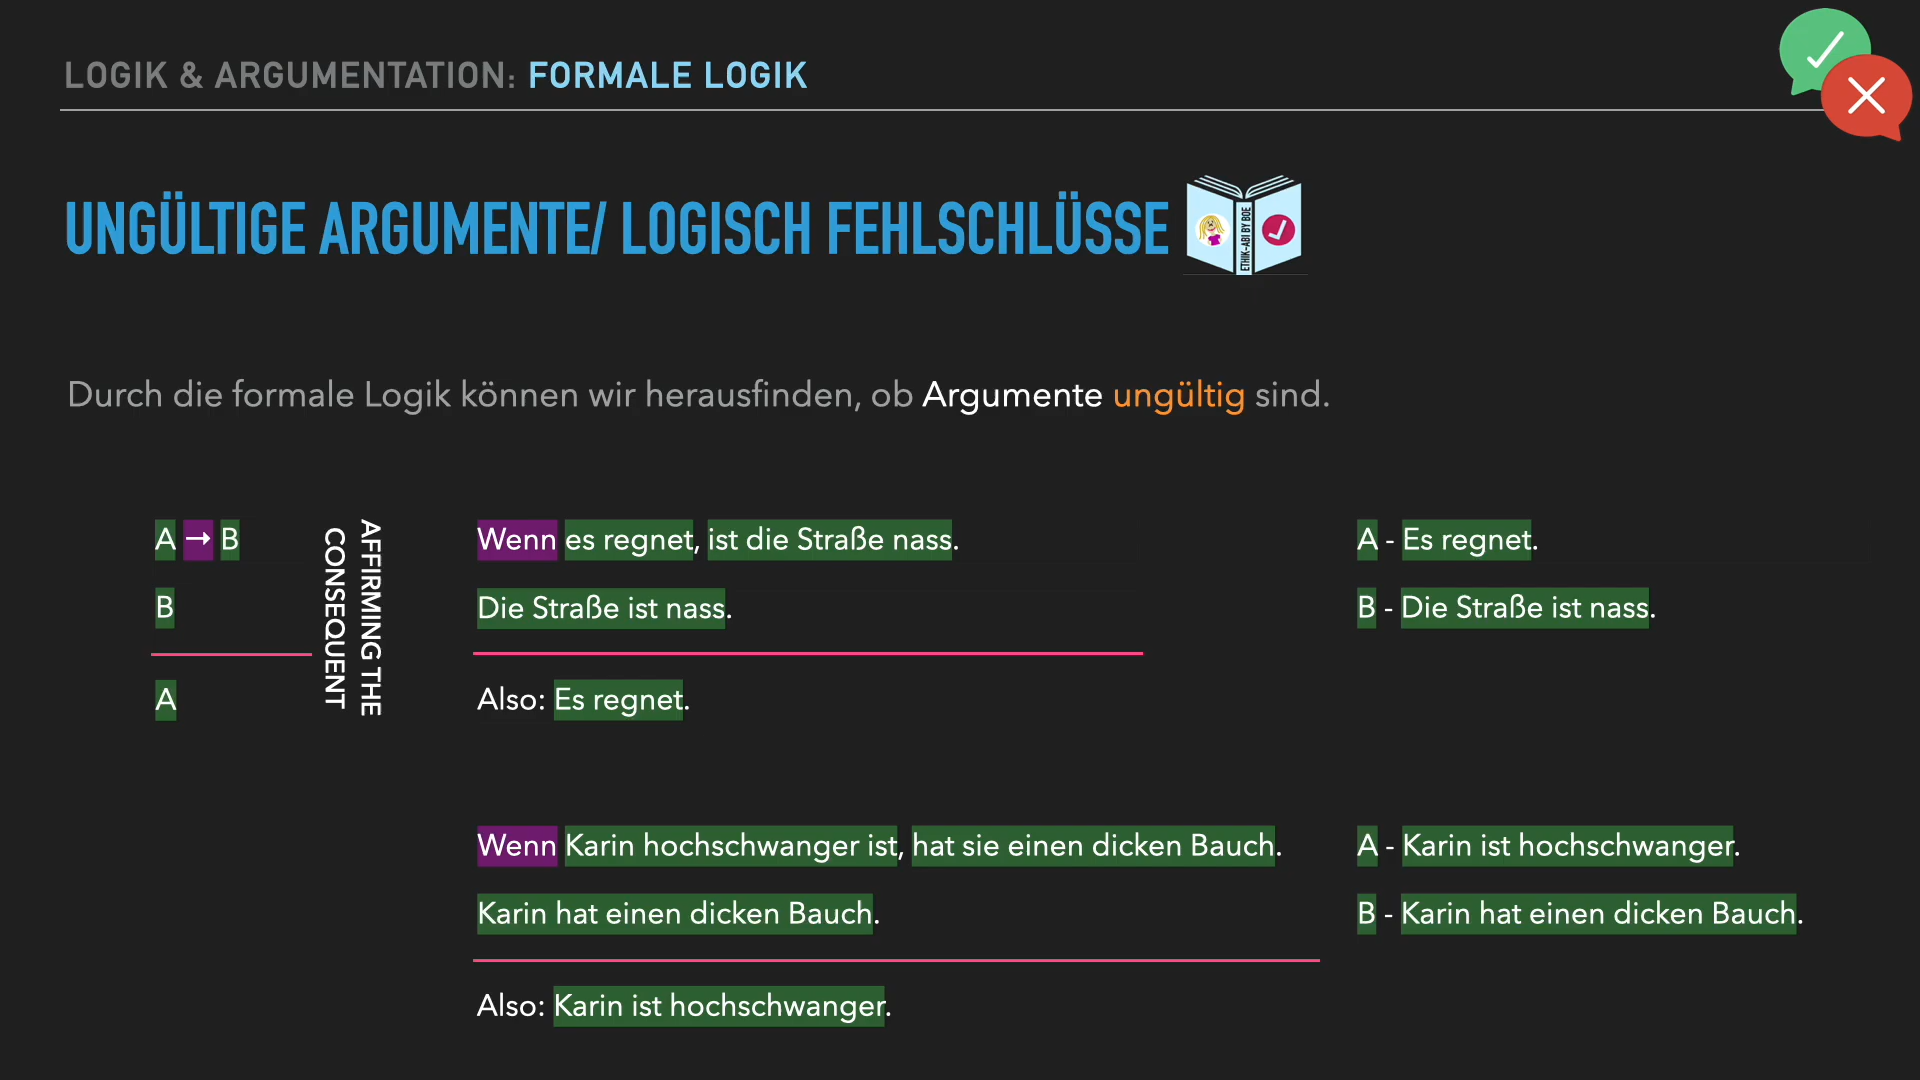 LOGIK & ARGUMENTATION: FORMALE LOGIK
UNGÜLTIGE ARGUMENTE/ LOGISCH FEHLSCHLÜSSE
ETHIK-ABI BY BOE
Durch die formale Logik können wir herausfinden, ob Argumente ungültig sind.
A → B
B
A
AFFIRMING THE
CONSEQUENT
Wenn es regnet, ist die Straße nass.
Die Straße ist nass.
Also: Es regnet.
A - Es regnet.
B - Die Straße ist nass.
Wenn Karin hochschwanger ist, hat sie einen dicken Bauch.
Karin hat einen dicken Bauch.
Also: Karin ist hochschwanger.
A - Karin ist hochschwanger.
B - Karin hat einen dicken Bauch.